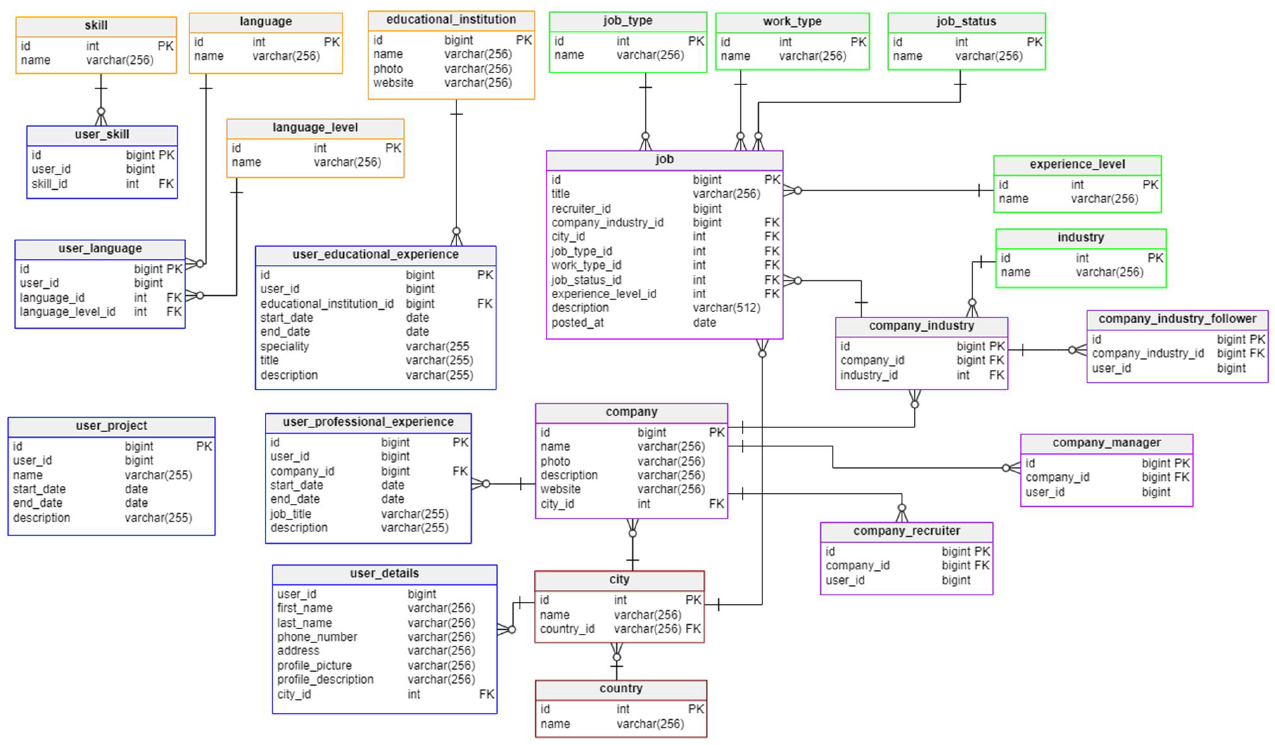 skill
id int PK
name varchar(256)
language
id int PK
name varchar(256)
educational_institution
id bigint PK
name varchar(256)
photo varchar(256)
website varchar(256)
job_type
id int PK
name varchar(256)
work_type
id int PK
name varchar(256)
job_status
id int PK
name varchar(256)
user_skill
id bigint PK
user_id bigint
skill_id int FK
language_level
id int PK
name varchar(256)
job
id bigint PK
title varchar(256)
recruiter_id bigint
company_industry_id bigint FK
city_id int FK
job_type_id int FK
work_type_id int FK
job_status_id int FK
experience_level_id int FK
description varchar(512)
posted_at date
experience_level
id int PK
name varchar(256)
industry
id int PK
name varchar(256)
user_language
id bigint PK
user_id bigint
language_id int FK
language_level_id int FK
user_educational_experience
id bigint PK
user_id bigint
educational_institution_id bigint FK
start_date date
end_date date
speciality varchar(255
title varchar(255)
description varchar(255)
company_industry
id bigint PK
company_id bigint FK
industry_id int FK
company_industry_follower
id bigint PK
company_industry_id bigint FK
user_id bigint
user_project
id bigint PK
user_id bigint
name varchar(255)
start_date date
end_date date
description varchar(255)
user_professional_experience
id bigint PK
user_id bigint
company_id bigint FK
start_date date
end_date date
job_title varchar(255)
description varchar(255)
company
id bigint PK
name varchar(256)
photo varchar(256)
description varchar(256)
website varchar(256)
city_id int FK
company_manager
id bigint PK
company_id bigint FK
user_id bigint
company_recruiter
id bigint PK
company_id bigint FK
user_id bigint
user_details
user_id bigint
first_name varchar(256)
last_name varchar(256)
phone_number varchar(256)
address varchar(256)
profile_picture varchar(256)
profile_description varchar(256)
city_id int FK
city
id int PK
name varchar(256)
country_id varchar(256) FK
country
id int PK
name varchar(256)